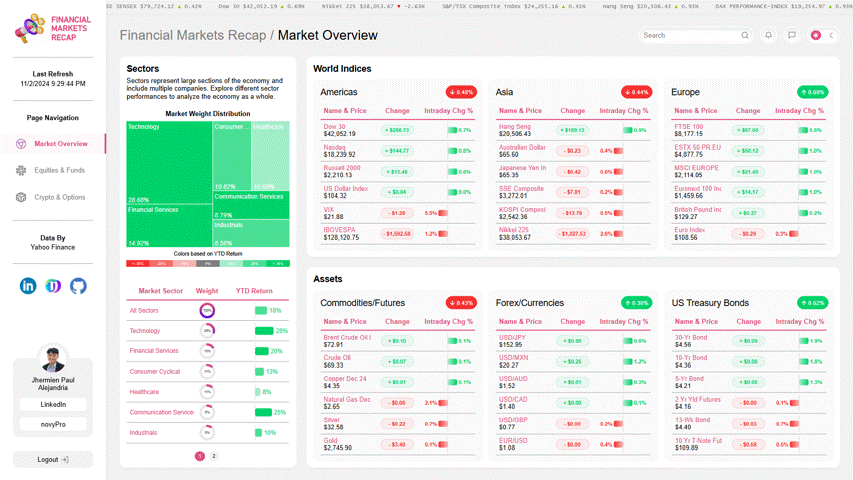 SE SENSEX $79,724.12 ▲ 0.42%
Dow 30 $42,052.19 ▲ 0.69%
Nikkei 225 $38,053.67 ▼ -2.63%
S&P/TSX Composite index $24,255.16 ▲ 0.41%
Hang Seng $20,506.43 ▲ 0.93%
DAX PERFORMANCE-INDEX $19,254.97 ▲ 0.93%
FINANCIAL
MARKETS
RECAP
Last Refresh
11/2/2024 9:29:44 PM
Page Navigation
Market Overview
Equities & Funds
Crypto & Options
Data By
Yahoo Finance
Jhermien Paul
Alejandria
LinkedIn
novyPro
Logout
Financial Markets Recap / Market Overview
Search
Sectors
Sectors represent large sections of the economy and
include multiple companies. Explore different sector
performances to analyze the economy as a whole.
Market Weight Distribution
Technology
Consumer...
Healthcare
10.82%
Communication Services
8.79%
Financial Services
14.92%
Industrials
Colors based on YTD Return
Market Sector Weight YTD Return
All Sectors 18%
Technology 28%
Financial Services 20%
Consumer Cyclical 13%
Healthcare 8%
Communication Service 25%
Industrials 16%
1 2
World Indices
Americas 0.46%
Name & Price Change Intraday Chg %
Dow 30
$42,052.19 + $288.73 0.7%
Nasdaq
$18,239.92 + $144.77 0.8%
Russell 2000
$2,210.13 + $13.48 0.6%
US Dollar Index
$104.32 + $0.04 0.0%
VIX
$21.88 - $1.28 5.5%
IBOVESPA
$128,120.75 - $1,592.58 1.2%
Asia 0.44%
Name & Price Change Intraday Chg %
Hang Seng
$20,506.43 + $189.13 0.9%
Australian Dollar
$65.60 - $0.23 0.4%
Japanese Yen In
$65.35 - $0.42 0.6%
SSE Composite
$3,272.01 - $7.81 0.2%
KOSPI Composi
$2,542.36 - $13.79 0.5%
Nikkei 225
$38,053.67 - $1,027.53 2.6%
Europe 0.69%
Name & Price Change Intraday Chg %
FTSE 100
$8,177.15 + $67.05 0.8%
ESTX 50 PR.EU
$4,877.75 + $50.12 1.0%
MSCI EUROPE
$2,114.05 + $21.49 1.0%
Euronext 100 Inc
$1,459.66 + $14.17 1.0%
British Pound Inc
$129.27 + $0.27 0.2%
Euro Index
$108.56 - $0.29 0.3%
Assets
Commodities/Futures 0.43%
Name & Price Change Intraday Chg %
Brent Crude Oil l
$72.91 + $0.10 0.1%
Crude Oil
$69.33 + $0.07 0.1%
Copper Dec 24
$4.35 + $0.01 0.1%
Natural Gas Dec
$2.65 - $0.06 2.1%
Silver
$32.58 - $0.22 0.7%
Gold
$2,745.90 - $3.40 0.1%
Forex/Currencies 0.30%
Name & Price Change Intraday Chg %
USD/JPY
$152.95 + $0.95 0.6%
USD/MXN
$20.27 + $0.25 1.2%
USD/AUD
$1.52 + $0.01 0.3%
USD/CAD
$1.40 + $0.00 0.1%
USD/GBP
$0.77 - $0.00 0.2%
EUR/USD
$1.08 - $0.00 0.4%
US Treasury Bonds 0.62%
Name & Price Change Intraday Chg %
30-Yr Bond
$4.56 + $0.09 1.9%
10-Yr Bond
$4.36 + $0.08 1.8%
5-Yr Bond
$4.21 + $0.05 1.3%
2 Yr Yld Futures
$4.16 - $0.00 0.1%
13-Wk Bond
$4.40 - $0.03 0.7%
10 Yr T-Note Fut
$109.89 - $0.58 0.5%